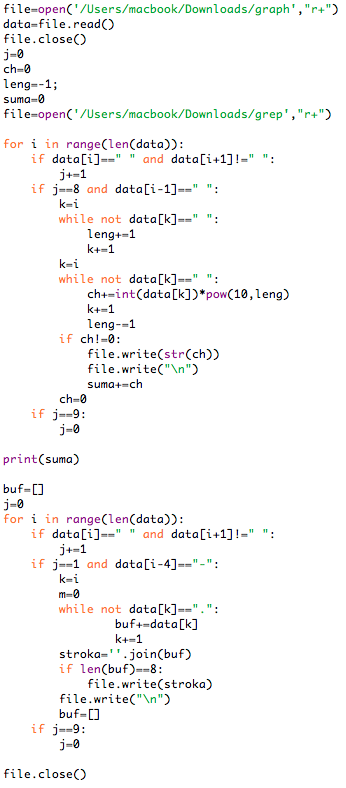 file=open('/Users/macbook/Downloads/graph',"r+")
data=file.read()
file.close()
j=0
ch=0
leng=-1;
suma=0
file=open('/Users/macbook/Downloads/grep',"r+")

for i in range(len(data)):
    if data[i]==" " and data[i+1]!=" ":
        j+=1
    if j==8 and data[i-1]==" ":
        k=i
        while not data[k]==" ":
            leng+=1
            k+=1
        k=i
        while not data[k]==" ":
            ch+=int(data[k])*pow(10,leng)
            k+=1
            leng-=1
        if ch!=0:
            file.write(str(ch))
            file.write("\n")
            suma+=ch
        ch=0
    if j==9:
        j=0

print(suma)

buf=[]
j=0
for i in range(len(data)):
    if data[i]==" " and data[i+1]!=" ":
        j+=1
    if j==1 and data[i-4]=="-":
        k=i
        m=0
        while not data[k]==".":
                buf+=data[k]
                k+=1
        stroka=''.join(buf)
        if len(buf)==8:
            file.write(stroka)
        file.write("\n")
        buf=[]
    if j==9:
        j=0

file.close()